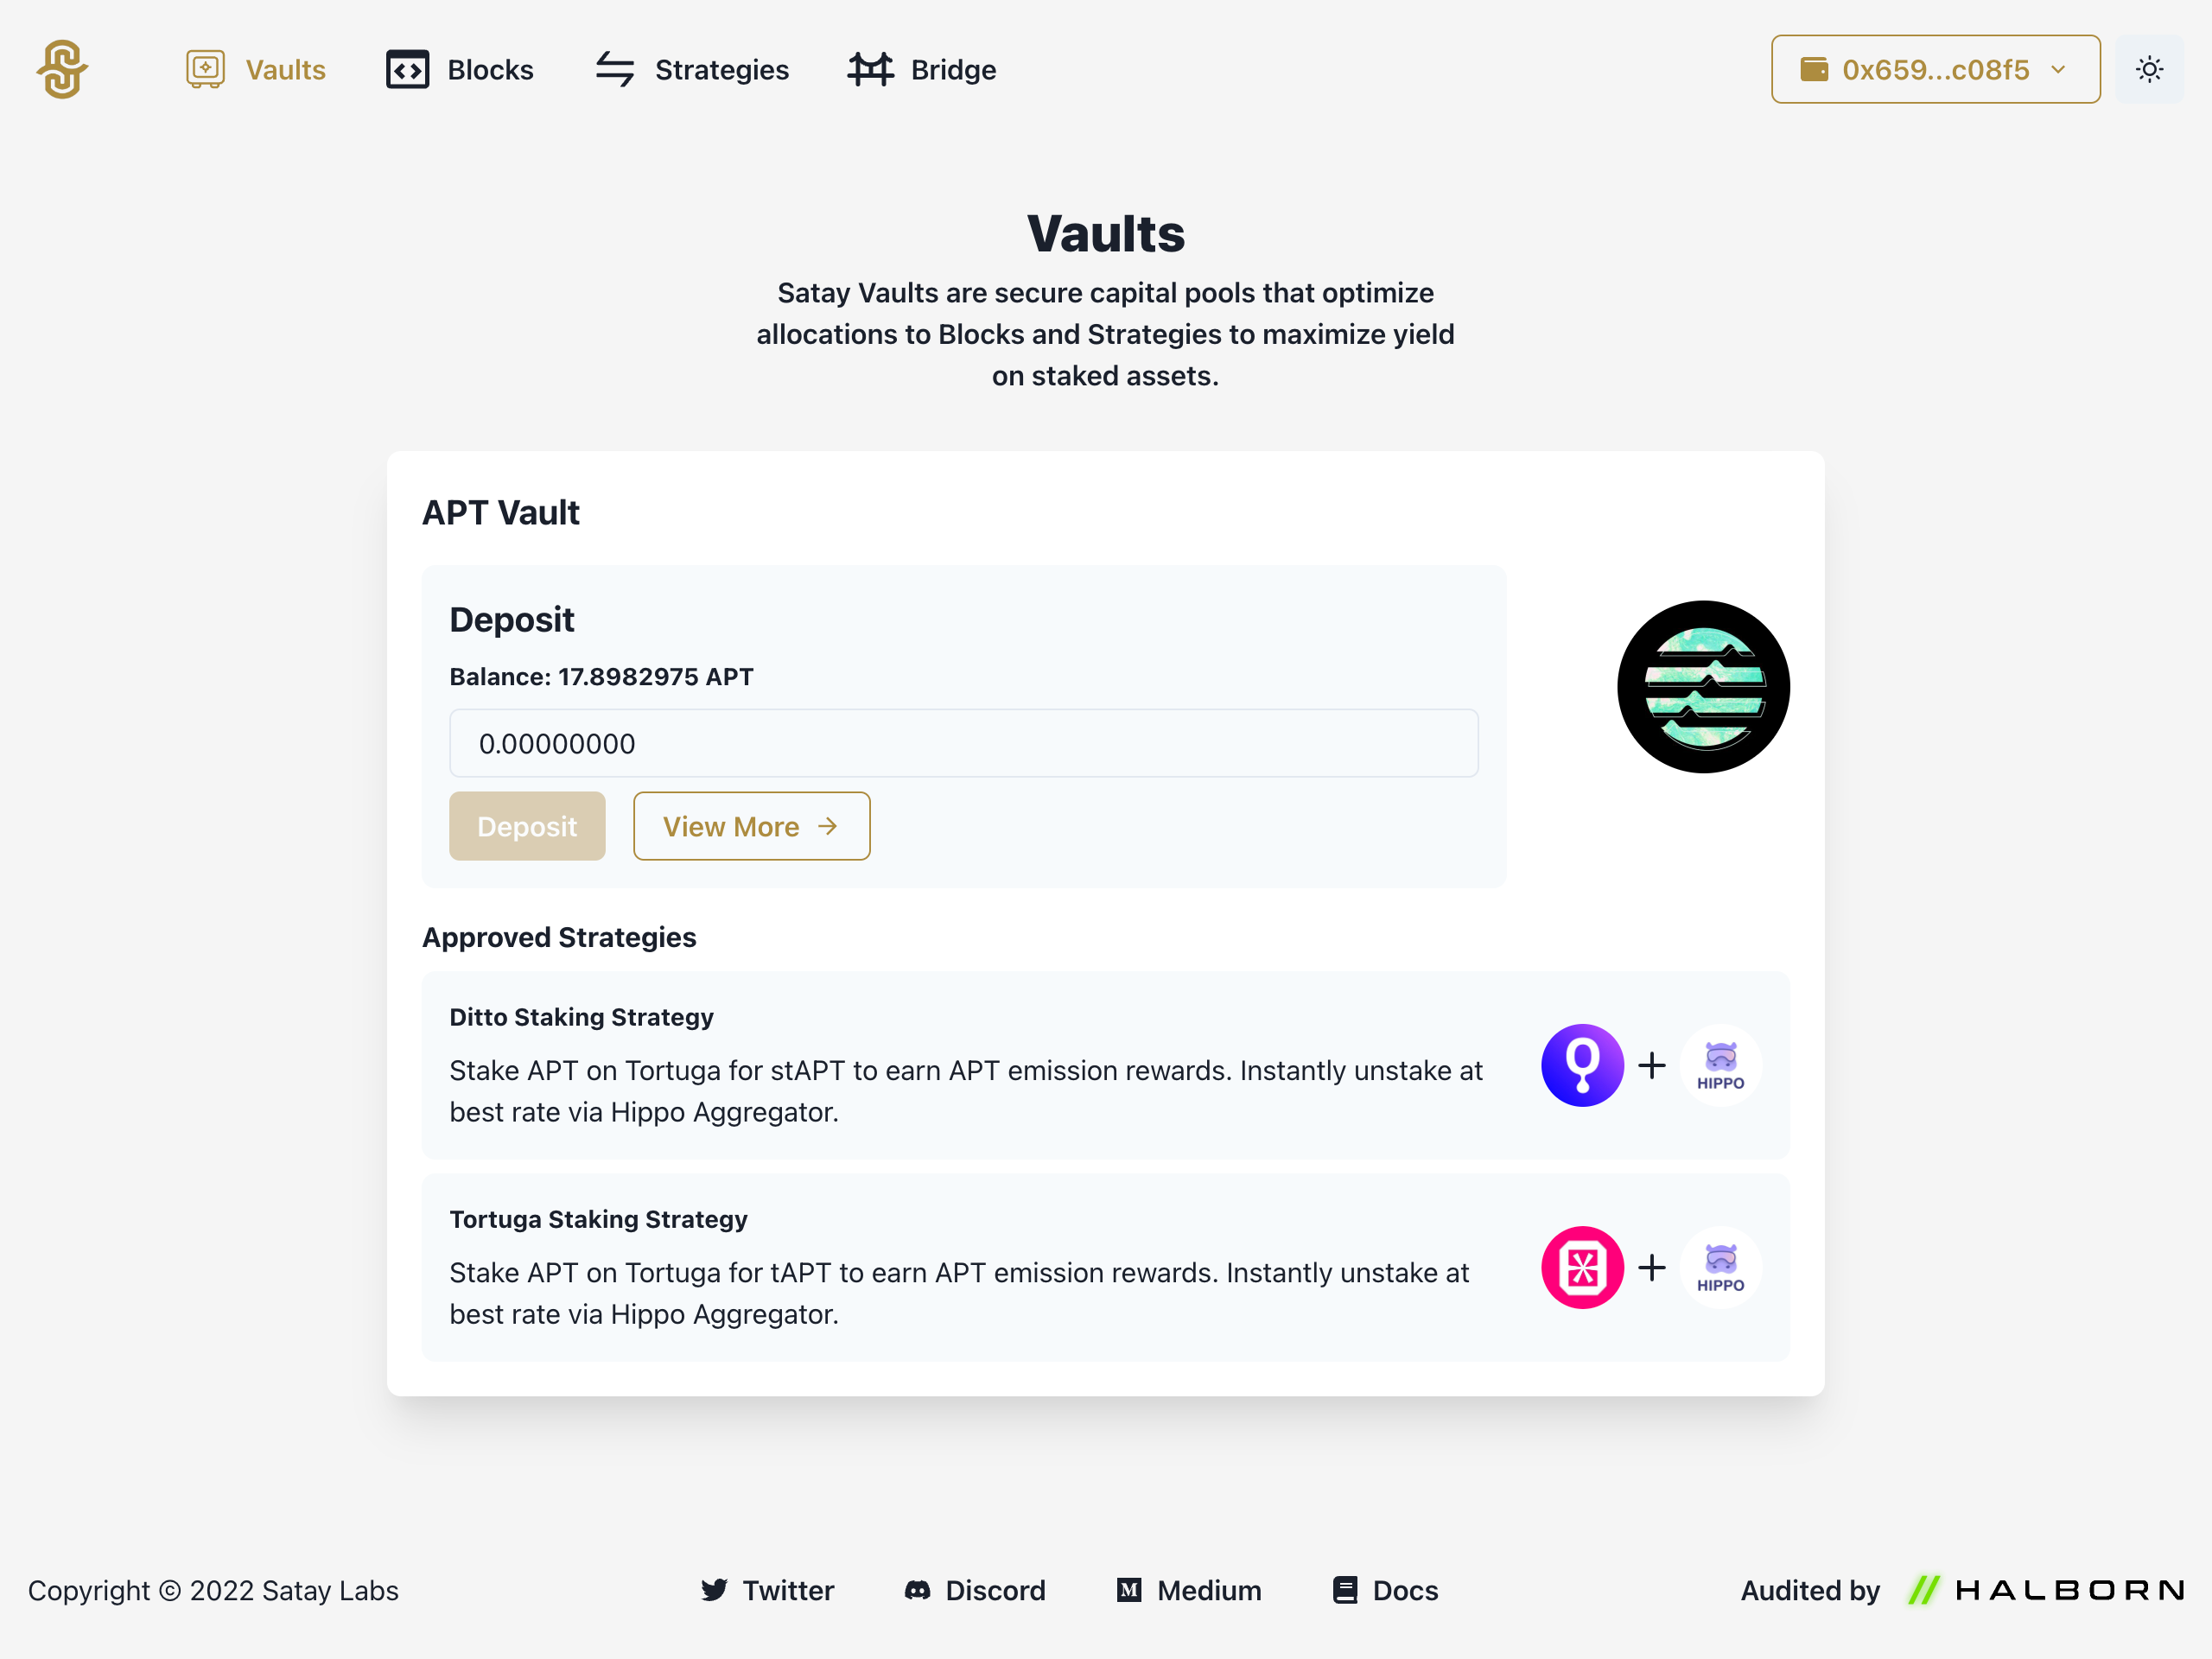 Vaults
Blocks
Strategies
Bridge
0x659...c08f5
Vaults
Satay Vaults are secure capital pools that optimize
allocations to Blocks and Strategies to maximize yield
on staked assets.
APT Vault
Deposit
Balance: 17.8982975 APT
0.00000000
Deposit
View More
Approved Strategies
Ditto Staking Strategy
Stake APT on Tortuga for stAPT to earn APT emission rewards. Instantly unstake at
best rate via Hippo Aggregator.
HIPPO
Tortuga Staking Strategy
Stake APT on Tortuga for tAPT to earn APT emission rewards. Instantly unstake at
best rate via Hippo Aggregator.
HIPPO
Copyright © 2022 Satay Labs
Twitter
Discord
Medium
Docs
Audited by
HALBORN